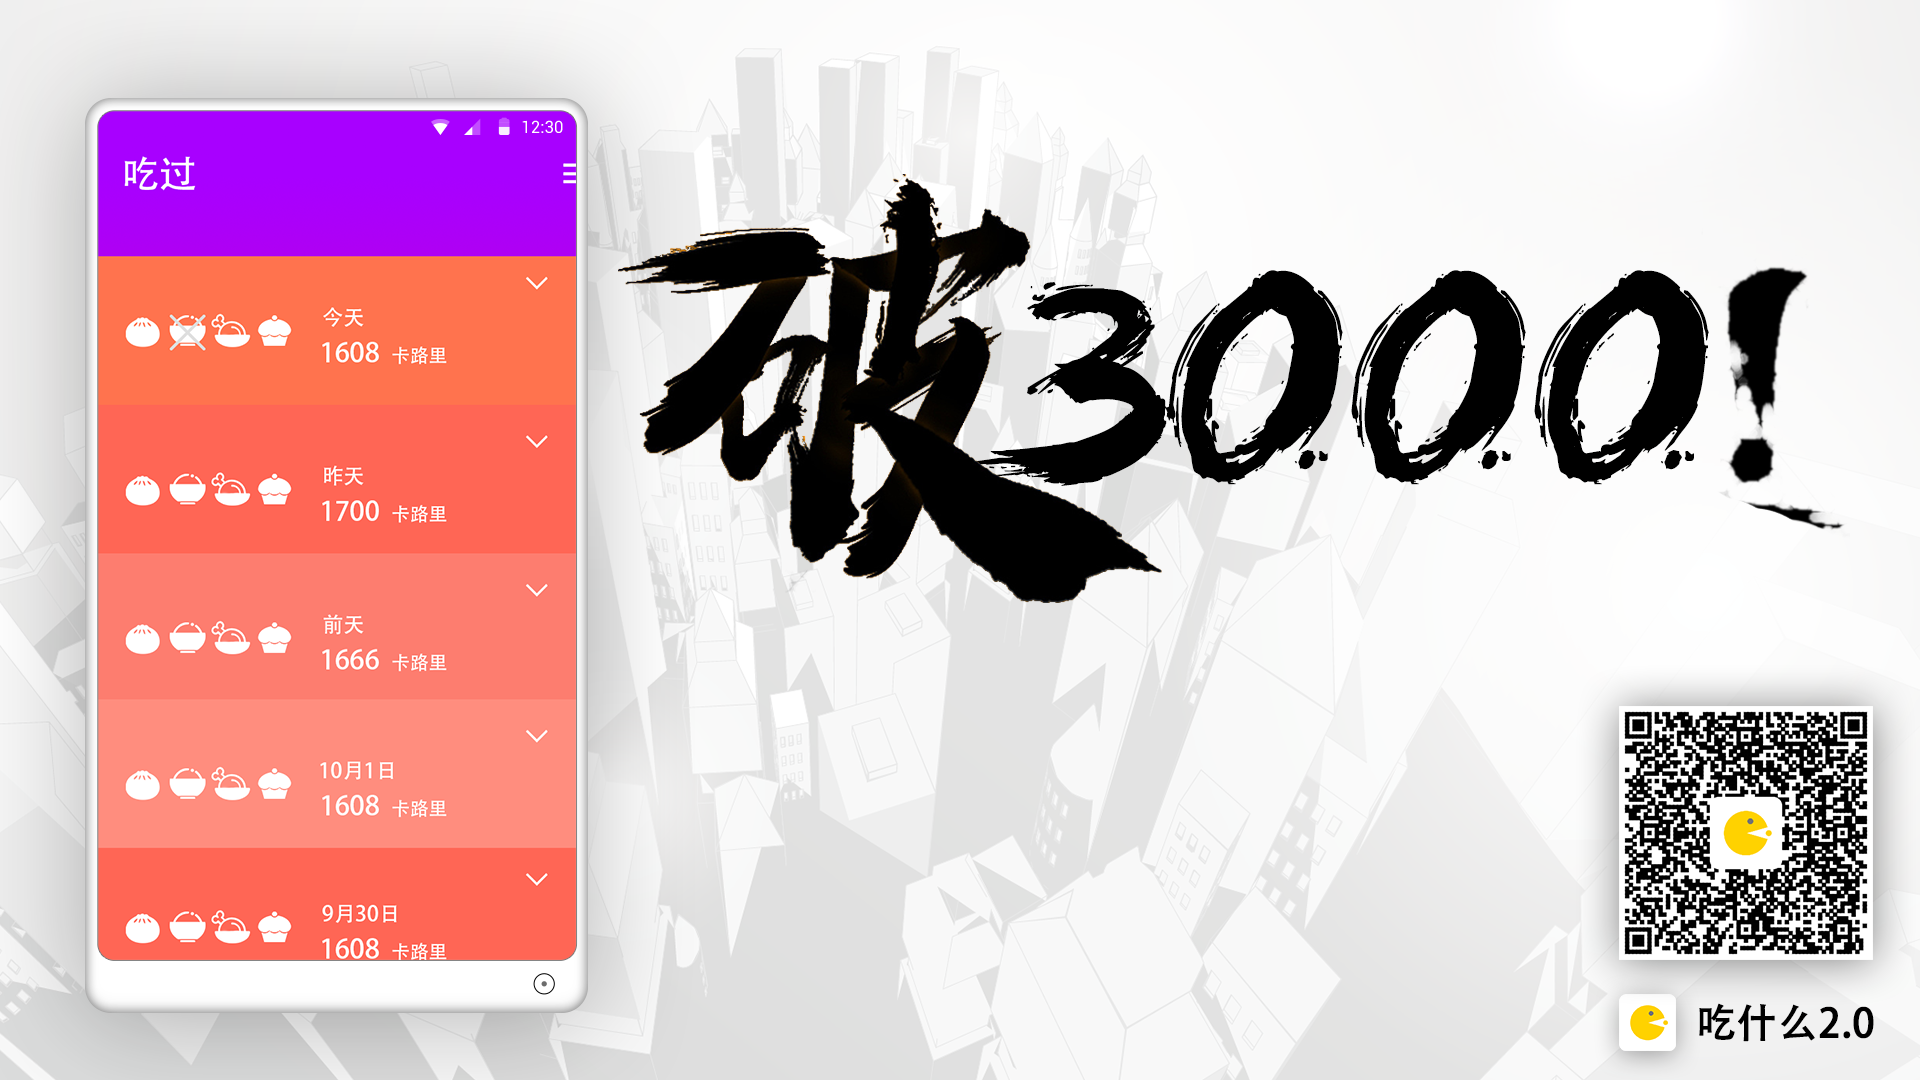 12:30
吃过
今天
1608 卡路里
昨天
1700 卡路里
前天
1666 卡路里
10月1日
1608 卡路里
9月30日
1608 卡路里
破3000!
吃什么2.0